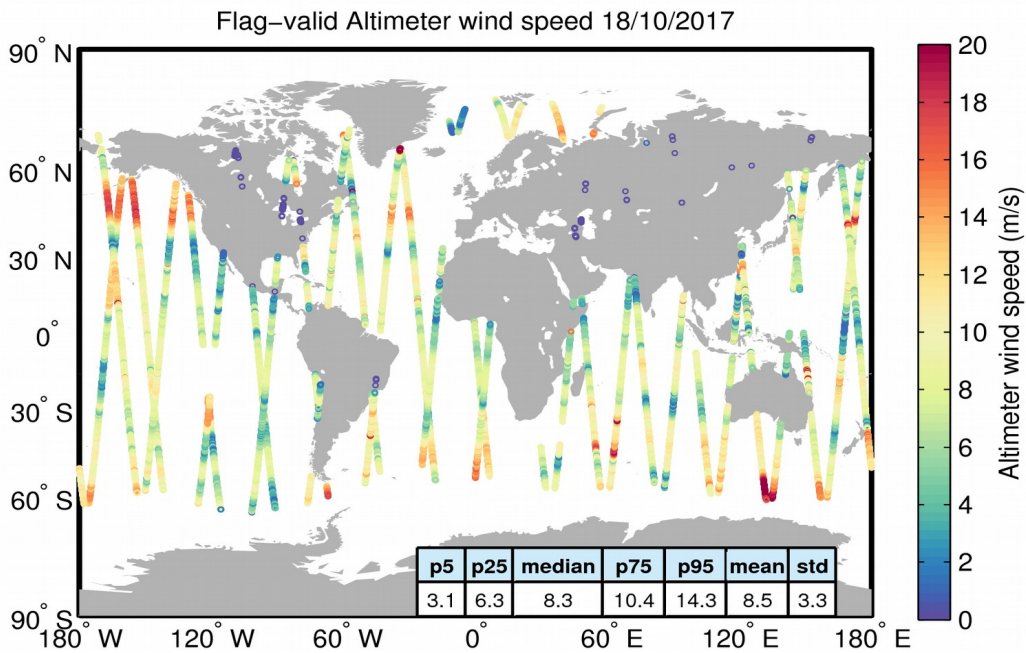 Flag−valid Altimeter wind speed 18/10/2017
90° N
60° N
30° N
0°
30° S
60° S
90° S
180° W
120° W
60° W
0°
60° E
120° E
180° E
p5 p25 median p75 p95 mean std
3.1 6.3 8.3 10.4 14.3 8.5 3.3
20
18
16
14
12
10
8
6
4
2
0
Altimeter wind speed (m/s)